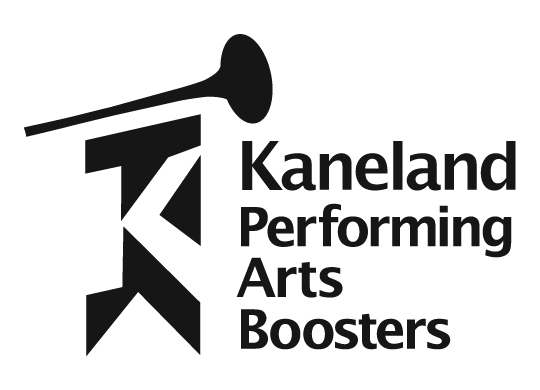 K
Kaneland
Performing
Arts
Boosters